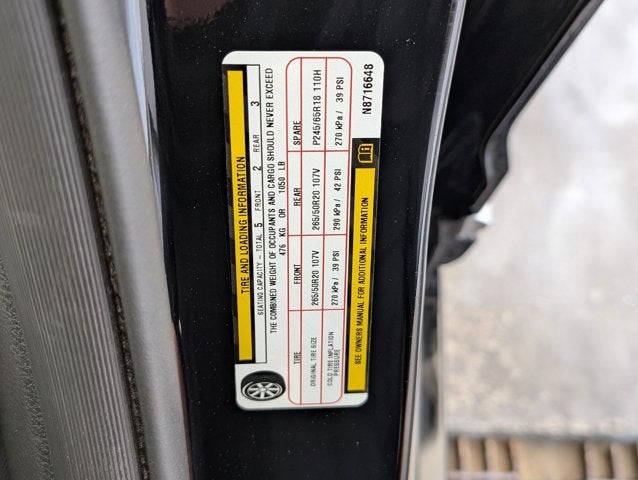 TIRE AND LOADING INFORMATION
SEATING CAPACITY - TOTAL 5 FRONT 2 REAR 3
THE COMBINED WEIGHT OF OCCUPANTS AND CARGO SHOULD NEVER EXCEED
476 KG OR 1050 LB
TIRE FRONT REAR SPARE
ORIGINAL TIRE SIZE 265/50R20 107V 265/50R20 107V P245/65R18 110H
COLD TIRE INFLATION PRESSURE 270 kPa / 39 PSI 290 kPa / 42 PSI 270 kPa / 39 PSI
SEE OWNERS MANUAL FOR ADDITIONAL INFORMATION
N8716648